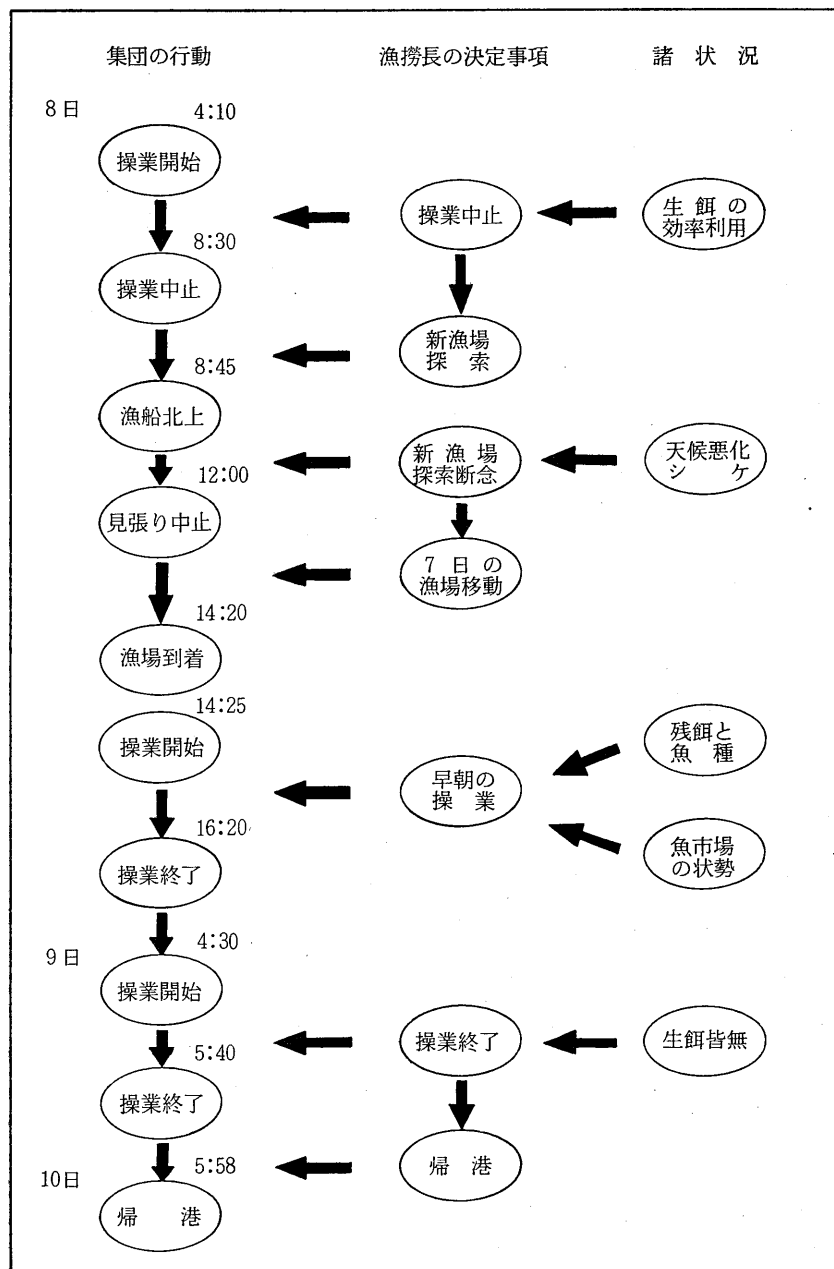 集団の行動 漁撈長の決定事項 諸状況
8日 4:10
操業開始
操業中止
生餌の
効率利用
8:30
操業中止
新漁場
探索
8:45
漁船北上
新漁場
探索断念
天候悪化
シケ
12:00
見張り中止
7日の
漁場移動
14:20
漁場到着
14:25
操業開始
残餌と
魚種
早朝の
操業
16:20
魚市場
の状勢
操業終了
9日 4:30
操業開始
操業終了
生餌皆無
5:40
操業終了
10日 5:58
帰港
帰港